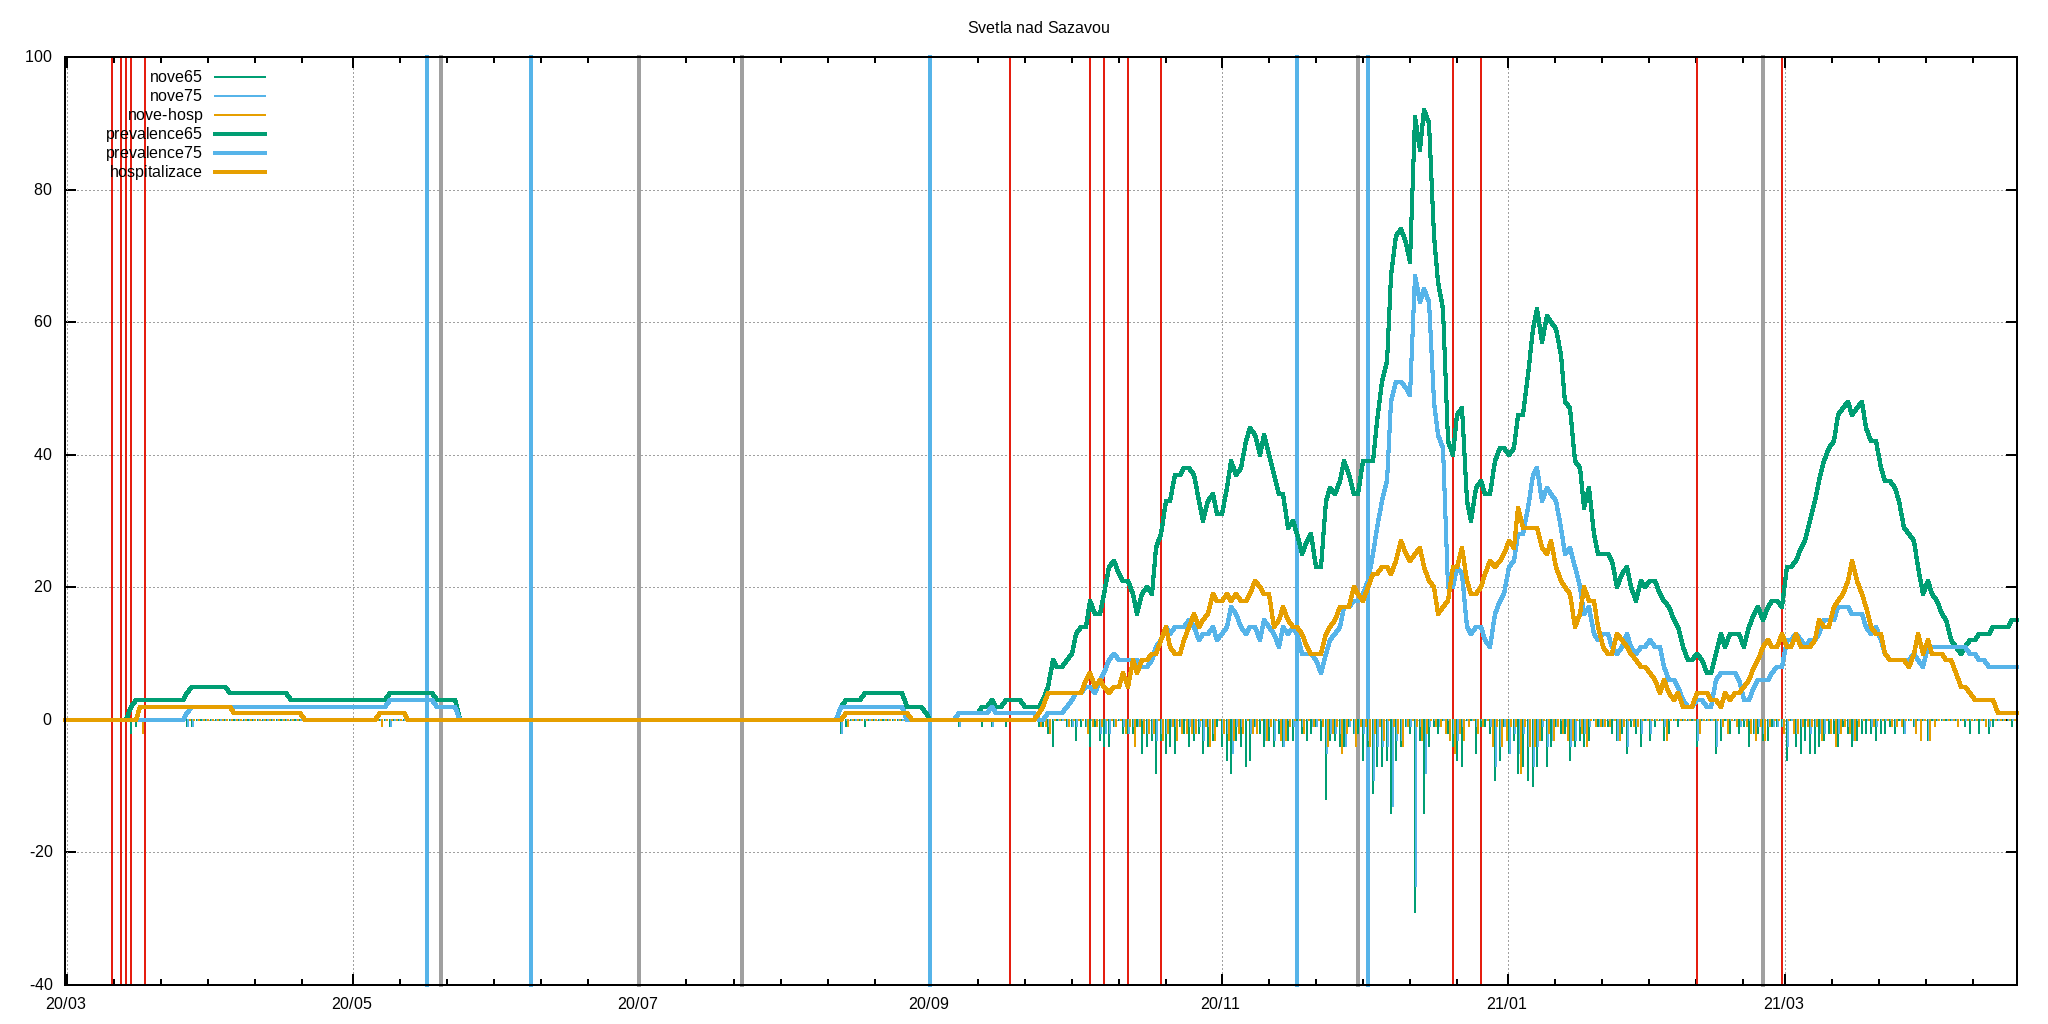 Svetla nad Sazavou
100
80
60
40
20
0
-20
-40
nove65
nove75
nove-hosp
prevalence65
prevalence75
hospitalizace
20/03 20/05 20/07 20/09 20/11 21/01 21/03